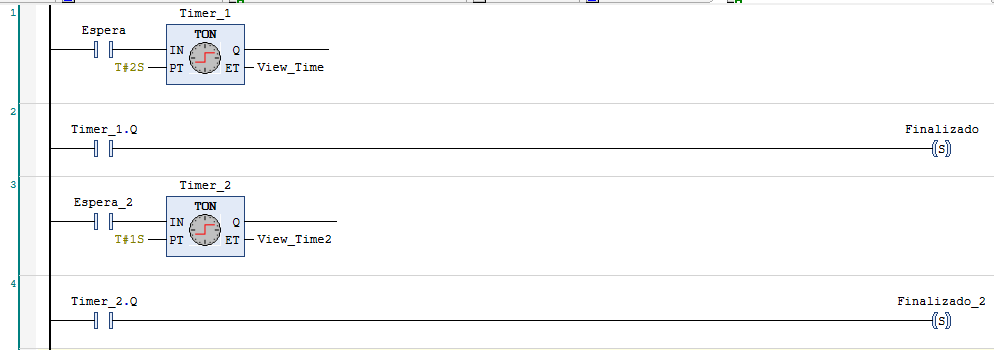 1
Timer_1
Espera
TON
IN Q
T#2S PT ET View_Time
2
Timer_1.Q Finalizado
S
3
Timer_2
Espera_2
TON
IN Q
T#1S PT ET View_Time2
4
Timer_2.Q Finalizado_2
S